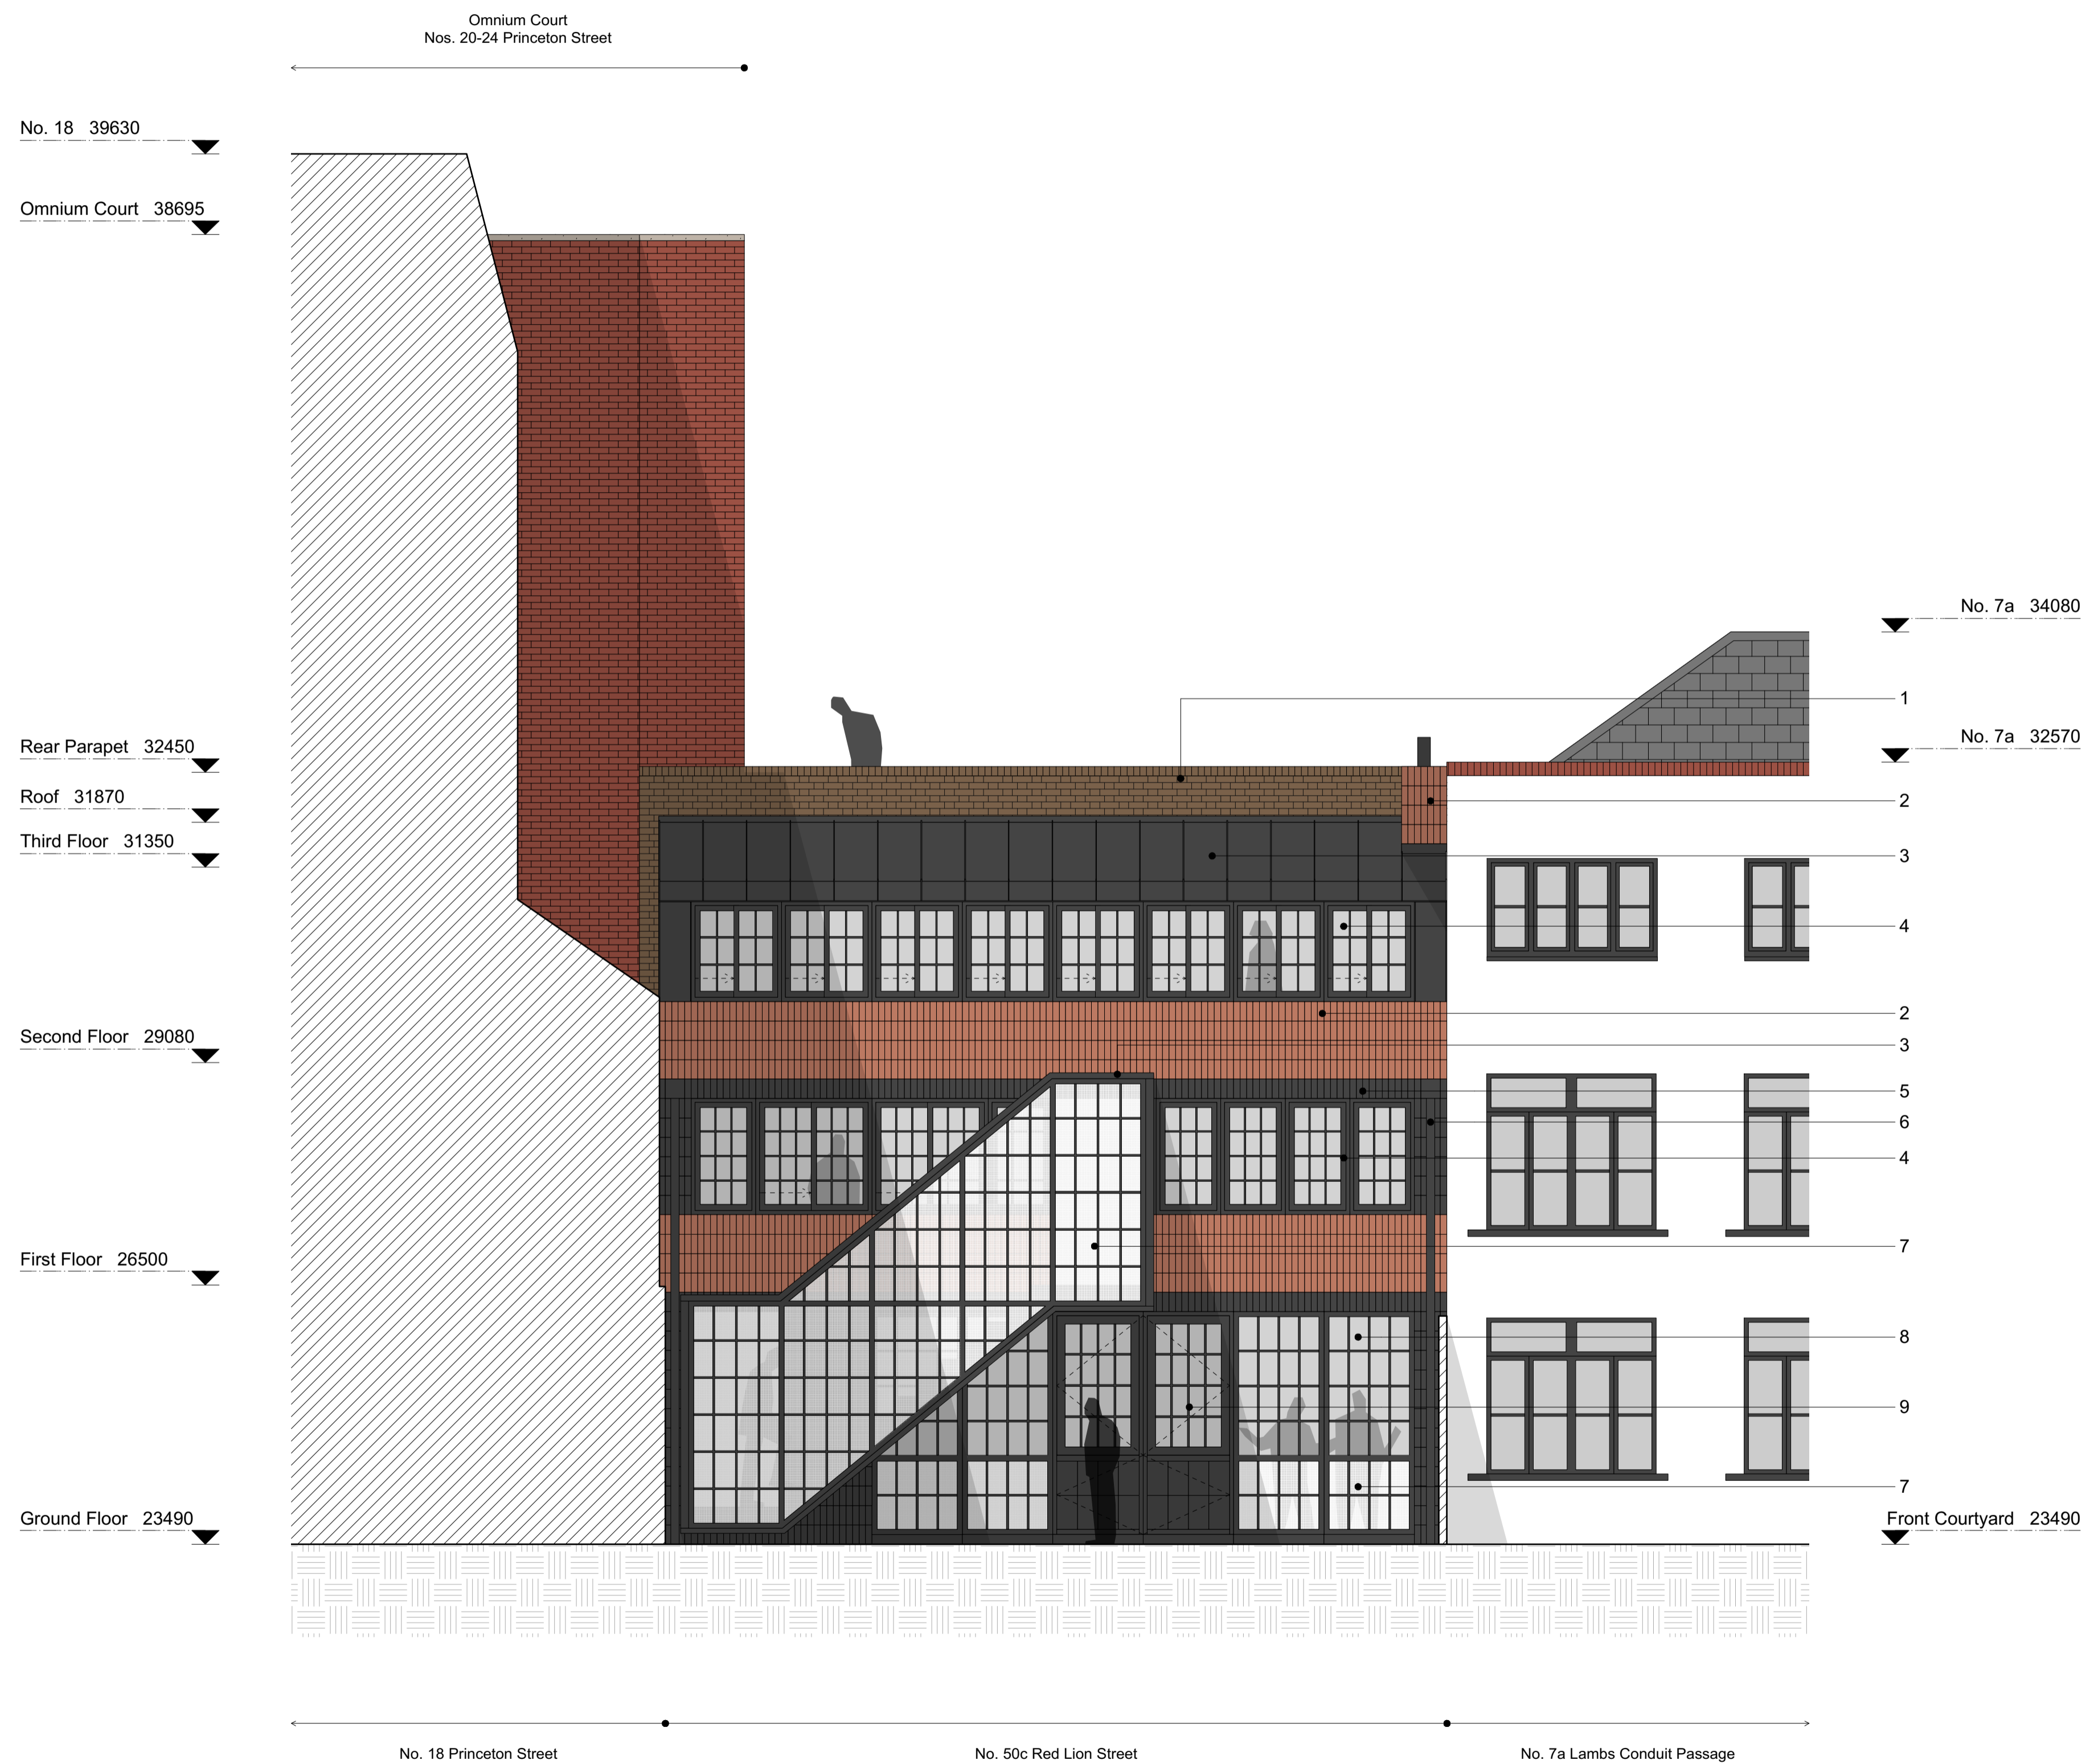 Omnium Court
Nos. 20-24 Princeton Street
No. 18 39630
Omnium Court 38695
No. 7a 34080
1
No. 7a 32570
Rear Parapet 32450
Roof 31870
2
Third Floor 31350
3
4
2
Second Floor 29080
3
5
6
4
7
First Floor 26500
8
9
7
Ground Floor 23490
Front Courtyard 23490
No. 18 Princeton Street
No. 50c Red Lion Street
No. 7a Lambs Conduit Passage